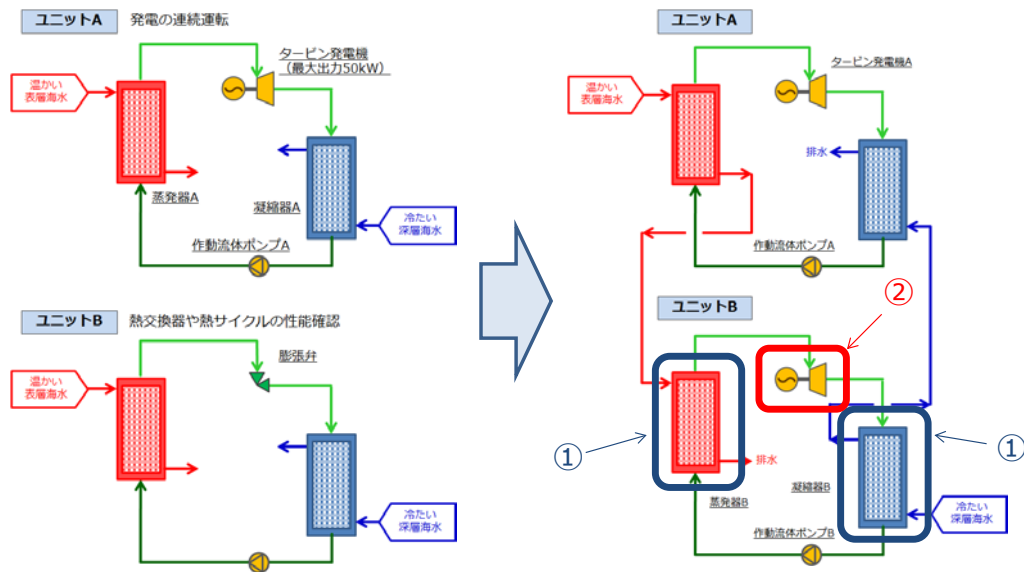 ユニットA 発電の連続運転
温かい
表層海水
タービン発電機
（最大出力50kW）
蒸発器A
凝縮器A
冷たい
深層海水
作動流体ポンプA
ユニットB 熱交換器や熱サイクルの性能確認
膨張弁
温かい
表層海水
冷たい
深層海水
ユニットA
温かい
表層海水
タービン発電機A
排水
作動流体ポンプA
ユニットB
②
①
①
排水
蒸発器B
凝縮器B
冷たい
深層海水
作動流体ポンプB